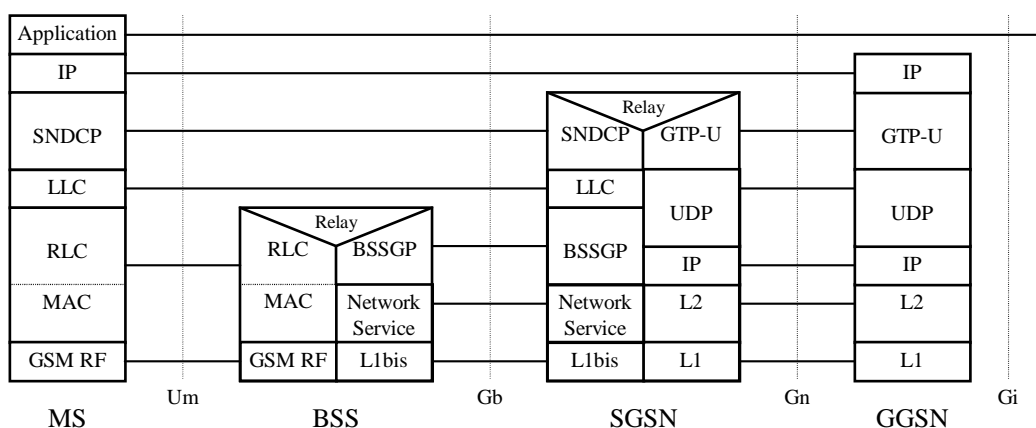 Application
IP
SNDCP
LLC
RLC
MAC
GSM RF
MS
Um
Relay
RLC
BSSGP
MAC
Network
Service
GSM RF
L1bis
BSS
Gb
Relay
SNDCP
GTP-U
LLC
UDP
BSSGP
IP
Network
Service
L2
L1bis
L1
SGSN
Gn
IP
GTP-U
UDP
IP
L2
L1
GGSN
Gi